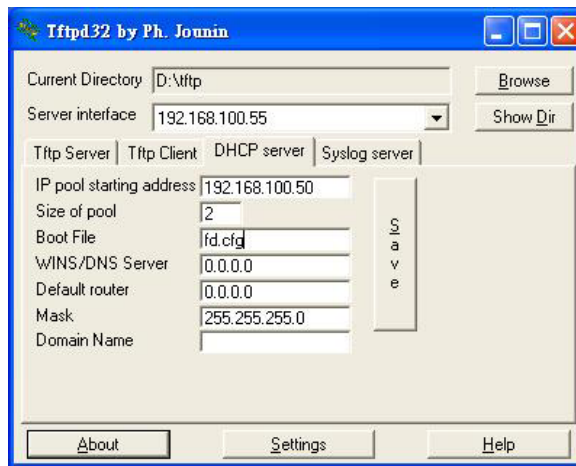 Tftpd32 by Ph. Jounin
Current Directory D:\tftp Browse
Server interface 192.168.100.55 Show Dir
Tftp Server Tftp Client DHCP server Syslog server
IP pool starting address 192.168.100.50
Size of pool 2
Boot File fd.cfg
WINS/DNS Server 0.0.0.0
Default router 0.0.0.0
Mask 255.255.255.0
Domain Name
Save
About Settings Help